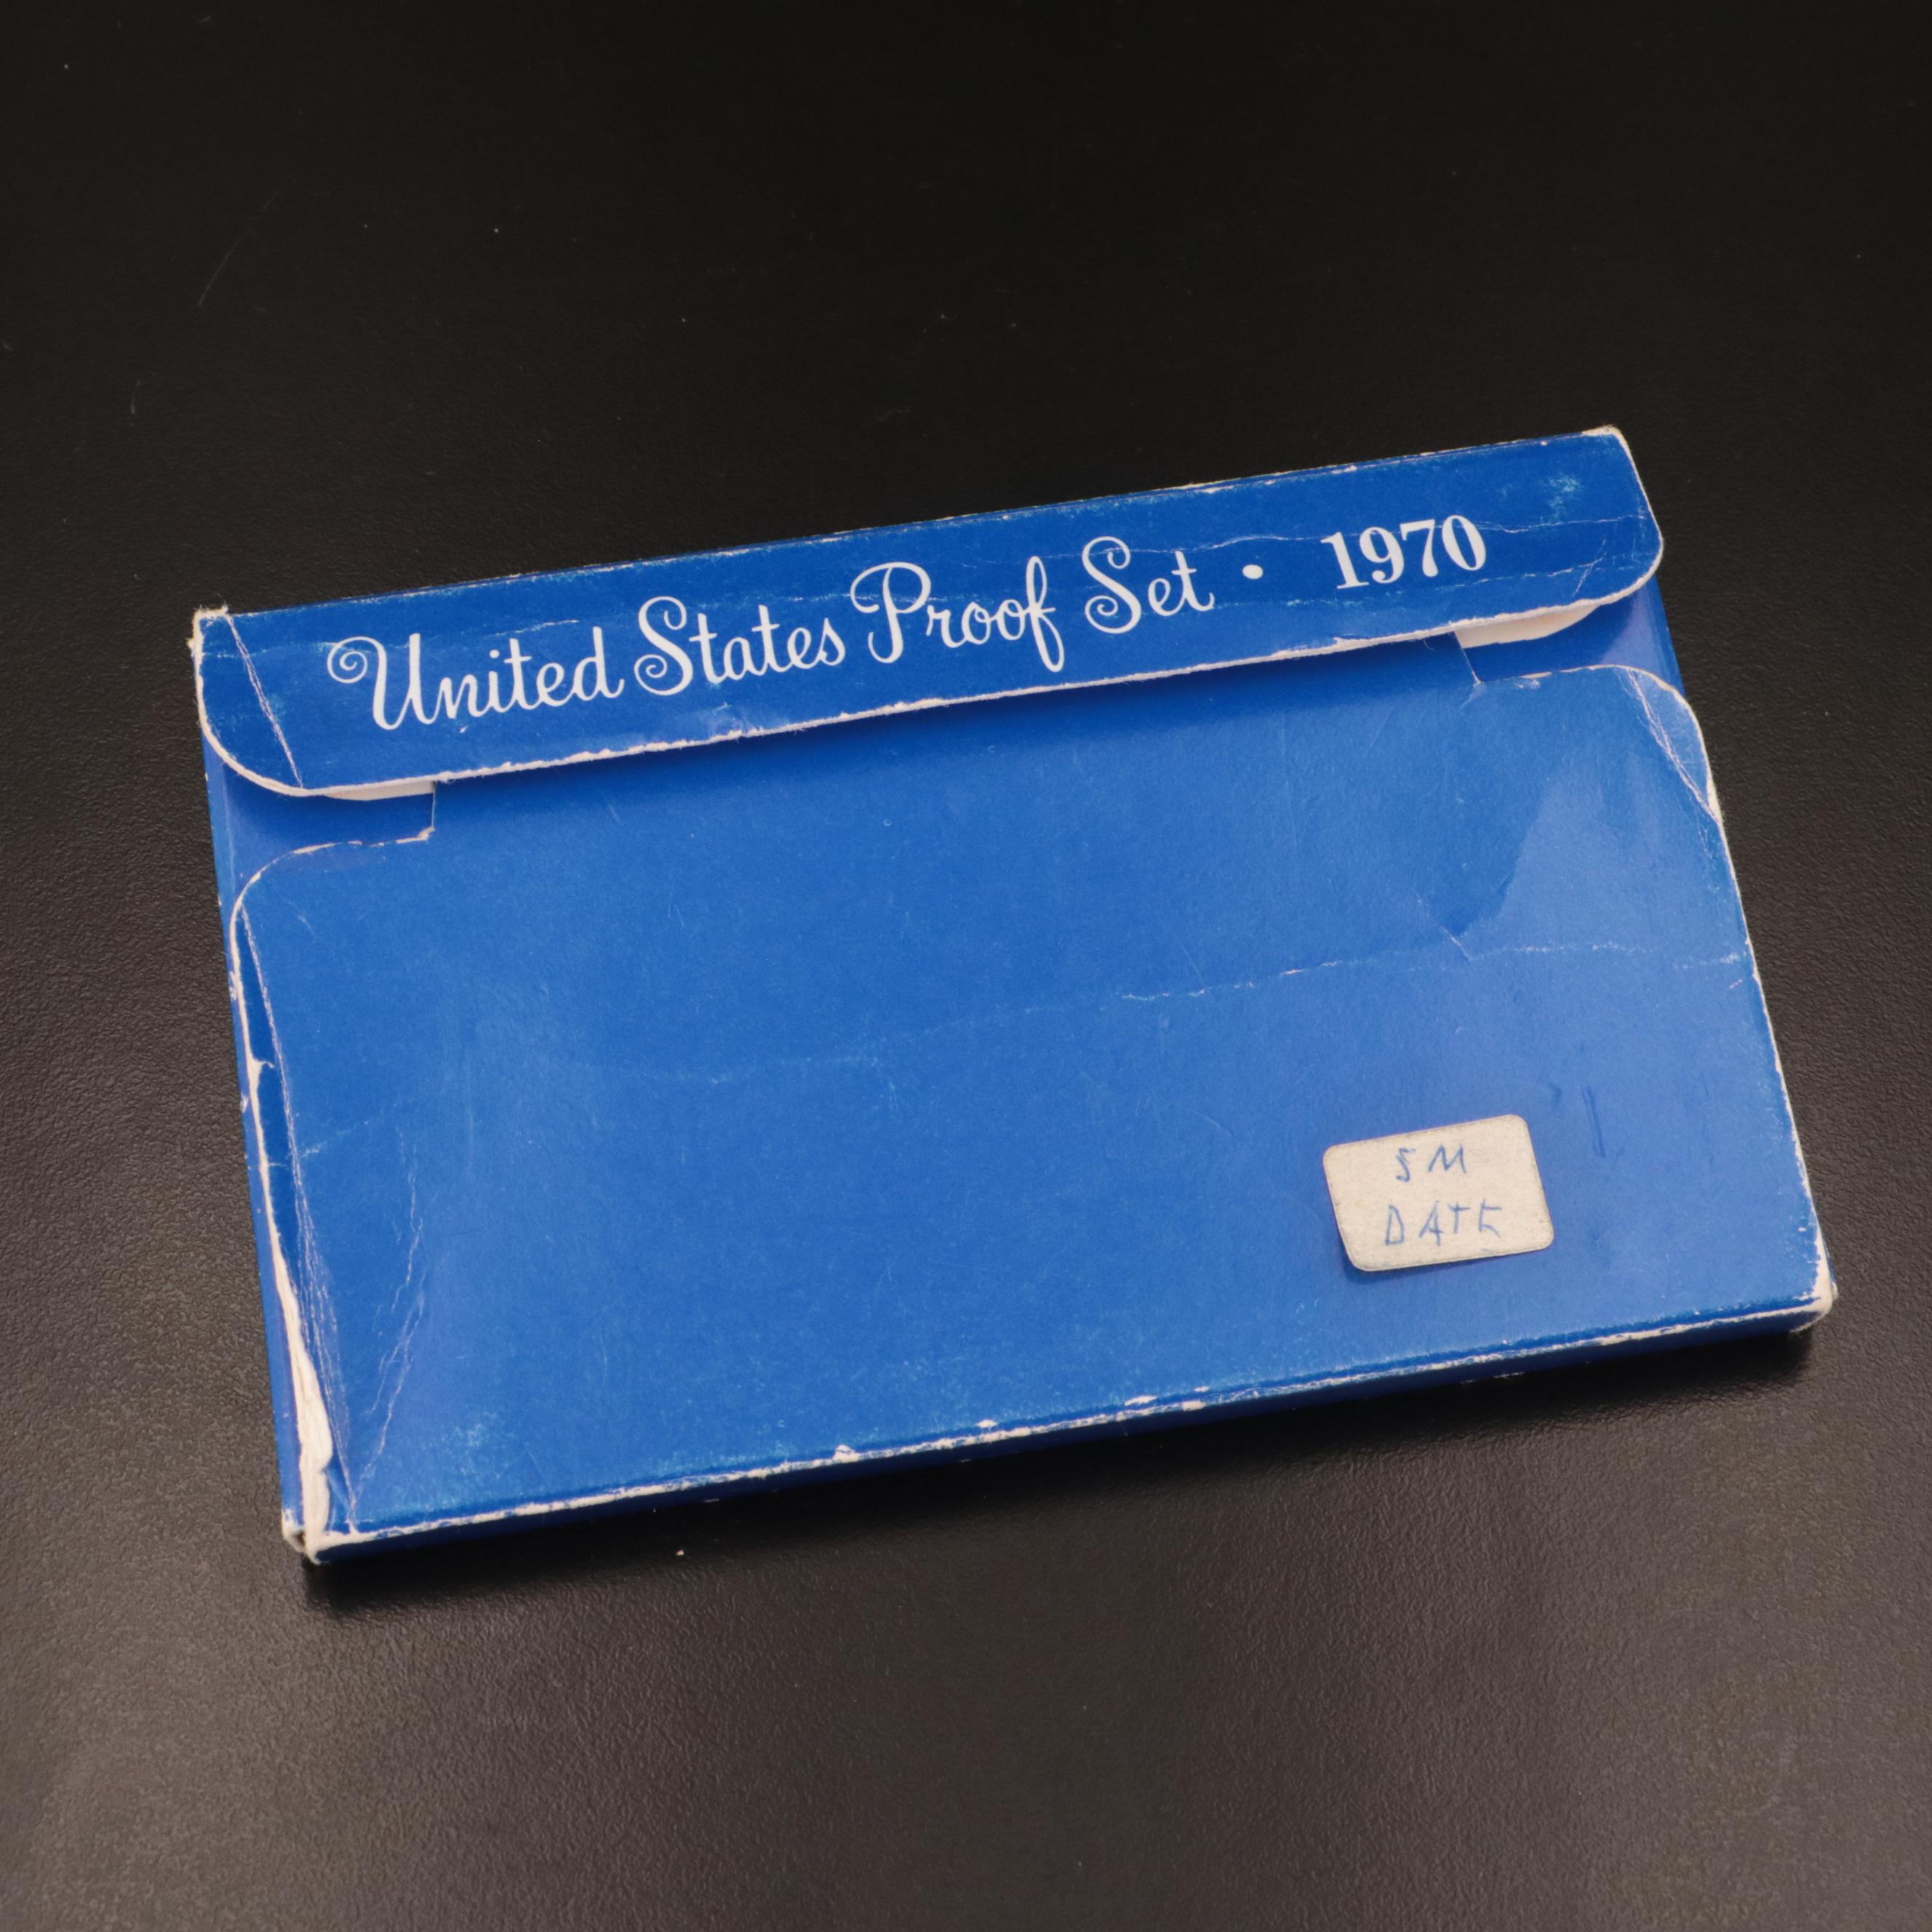 United States Proof Set • 1970
SM
DATE